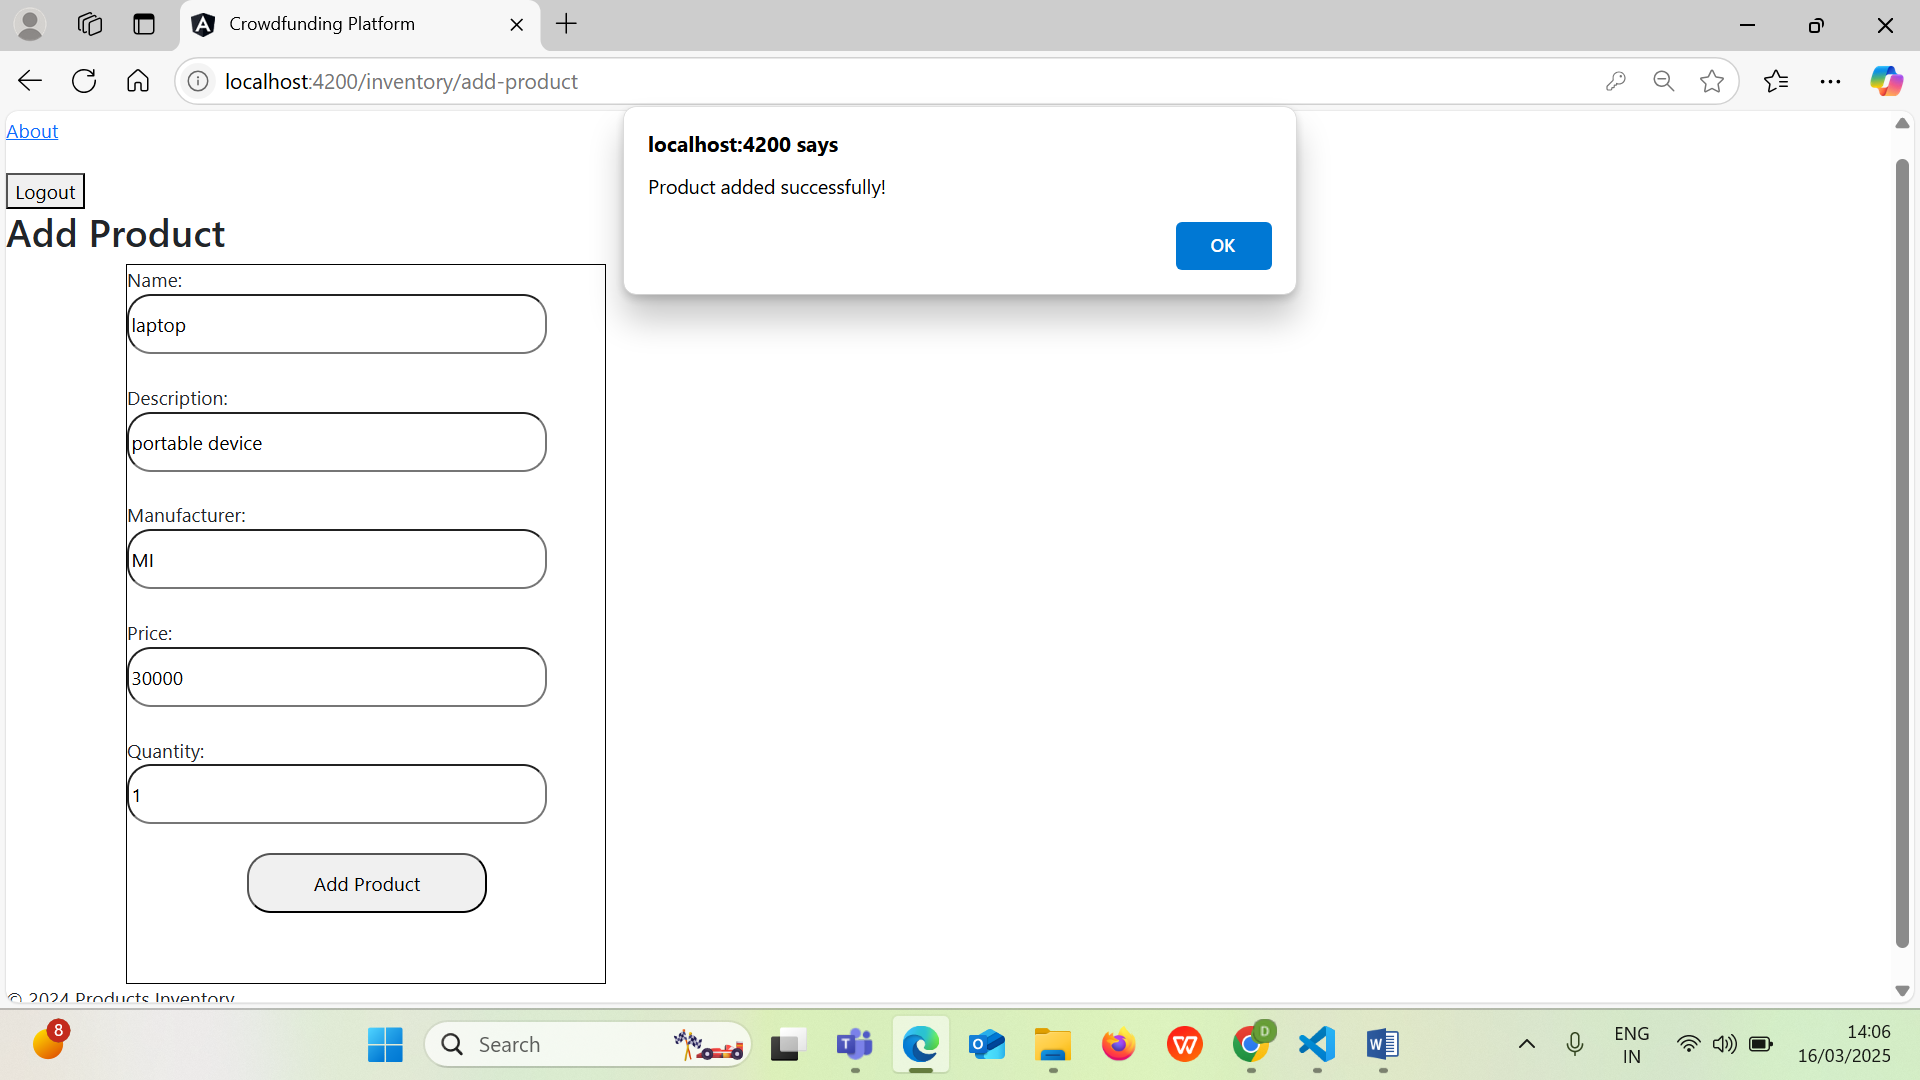 Crowdfunding Platform
localhost:4200/inventory/add-product
About
localhost:4200 says
Product added successfully!
OK
Logout
Add Product
Name:
laptop
Description:
portable device
Manufacturer:
MI
Price:
30000
Quantity:
1
Add Product
© 2024 Products Inventory
8
Search
D
ENG
IN
14:06
16/03/2025